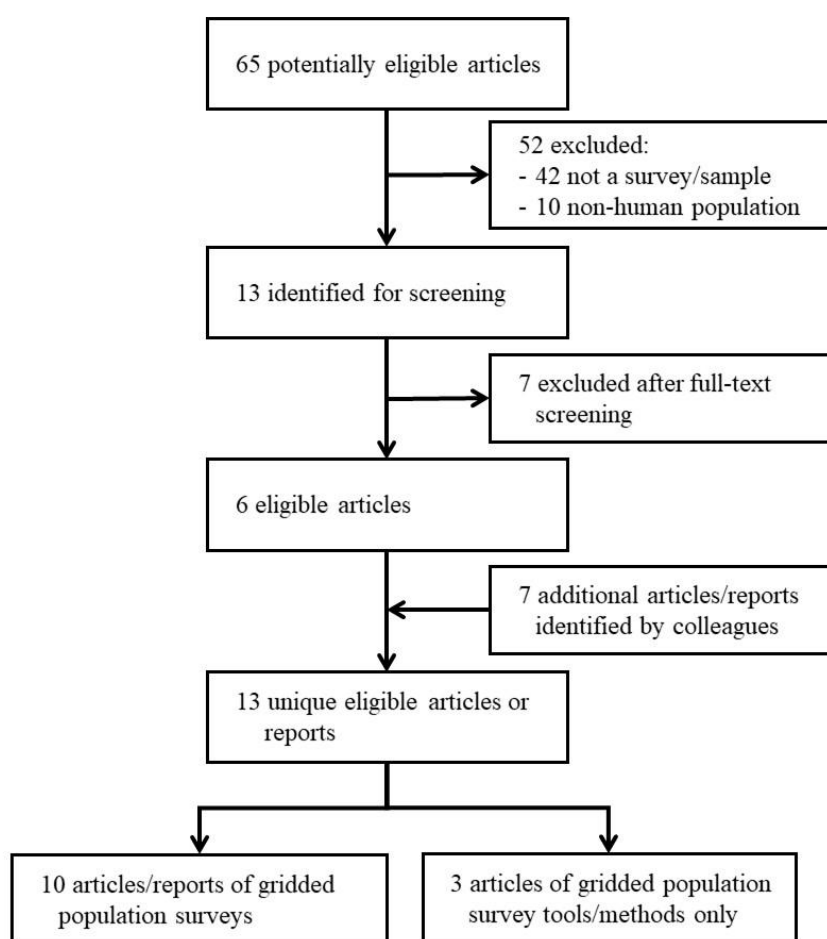 65 potentially eligible articles
52 excluded:
- 42 not a survey/sample
- 10 non-human population
13 identified for screening
7 excluded after full-text
screening
6 eligible articles
7 additional articles/reports
identified by colleagues
13 unique eligible articles or
reports
10 articles/reports of gridded
population surveys
3 articles of gridded population
survey tools/methods only